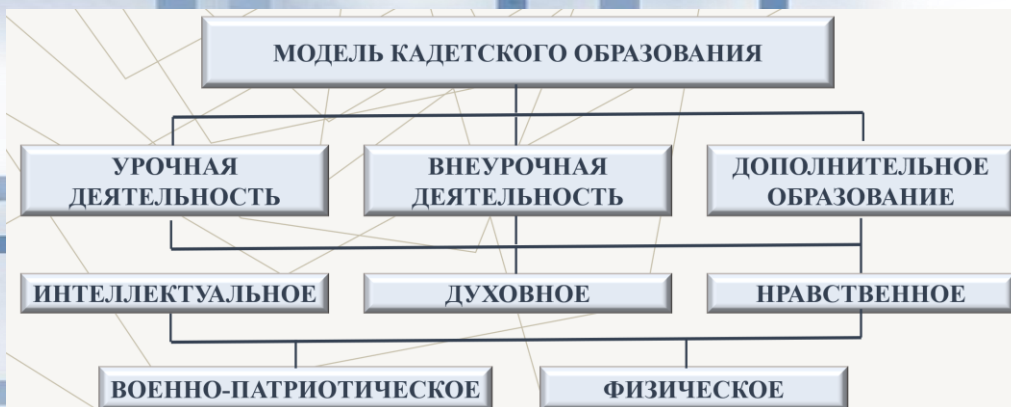 МОДЕЛЬ КАДЕТСКОГО ОБРАЗОВАНИЯ
УРОЧНАЯ
ДЕЯТЕЛЬНОСТЬ
ВНЕУРОЧНАЯ
ДЕЯТЕЛЬНОСТЬ
ДОПОЛНИТЕЛЬНОЕ
ОБРАЗОВАНИЕ
ИНТЕЛЛЕКТУАЛЬНОЕ
ДУХОВНОЕ
НРАВСТВЕННОЕ
ВОЕННО-ПАТРИОТИЧЕСКОЕ
ФИЗИЧЕСКОЕ